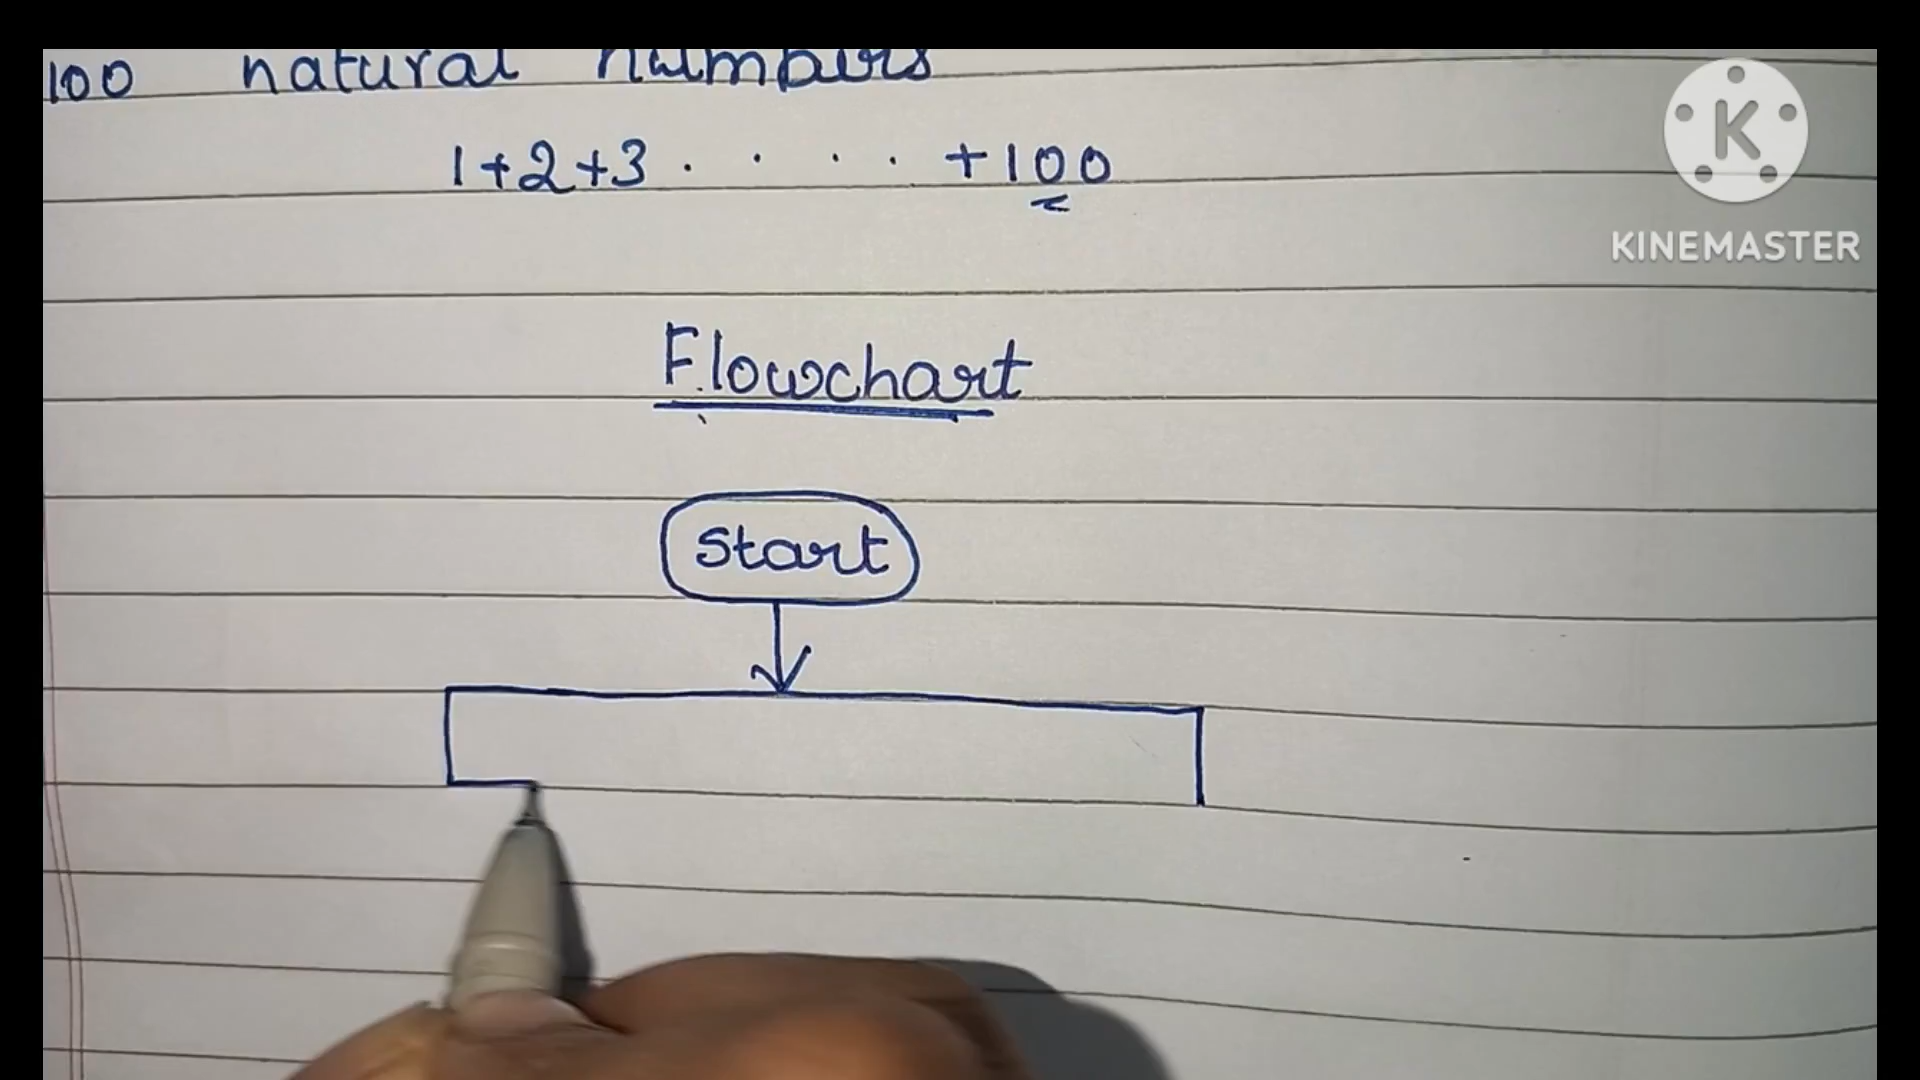 100 natural numbers
1+2+3 . . . . +100
K
KINEMASTER
Flowchart
Start